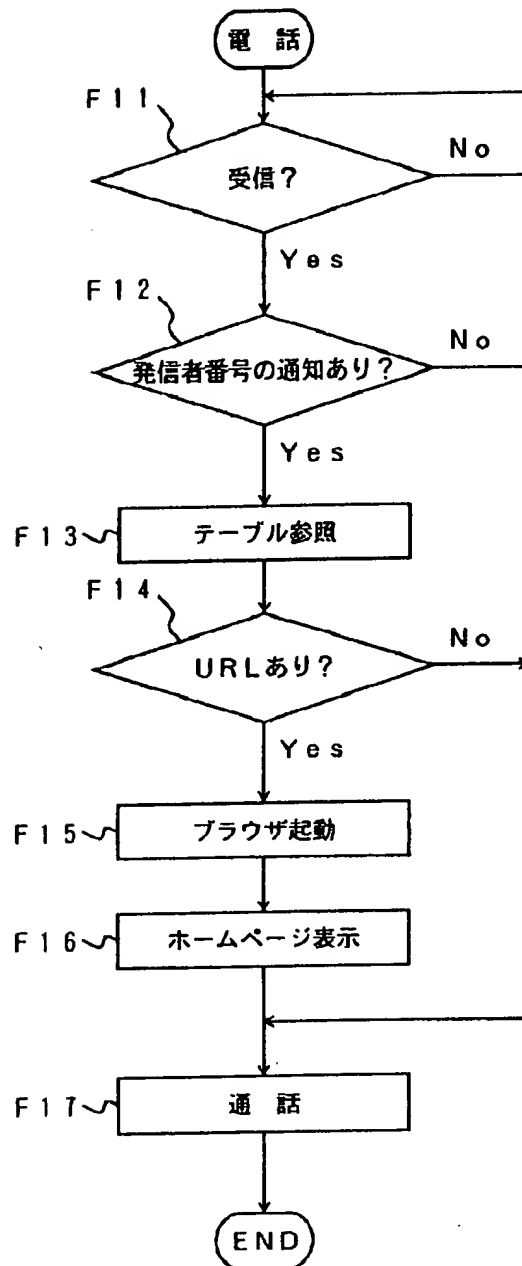 電話
F11
受信?
No
Yes
F12
発信者番号の通知あり?
No
Yes
F13
テーブル参照
F14
URLあり?
No
Yes
F15
ブラウザ起動
F16
ホームページ表示
F17
通話
END